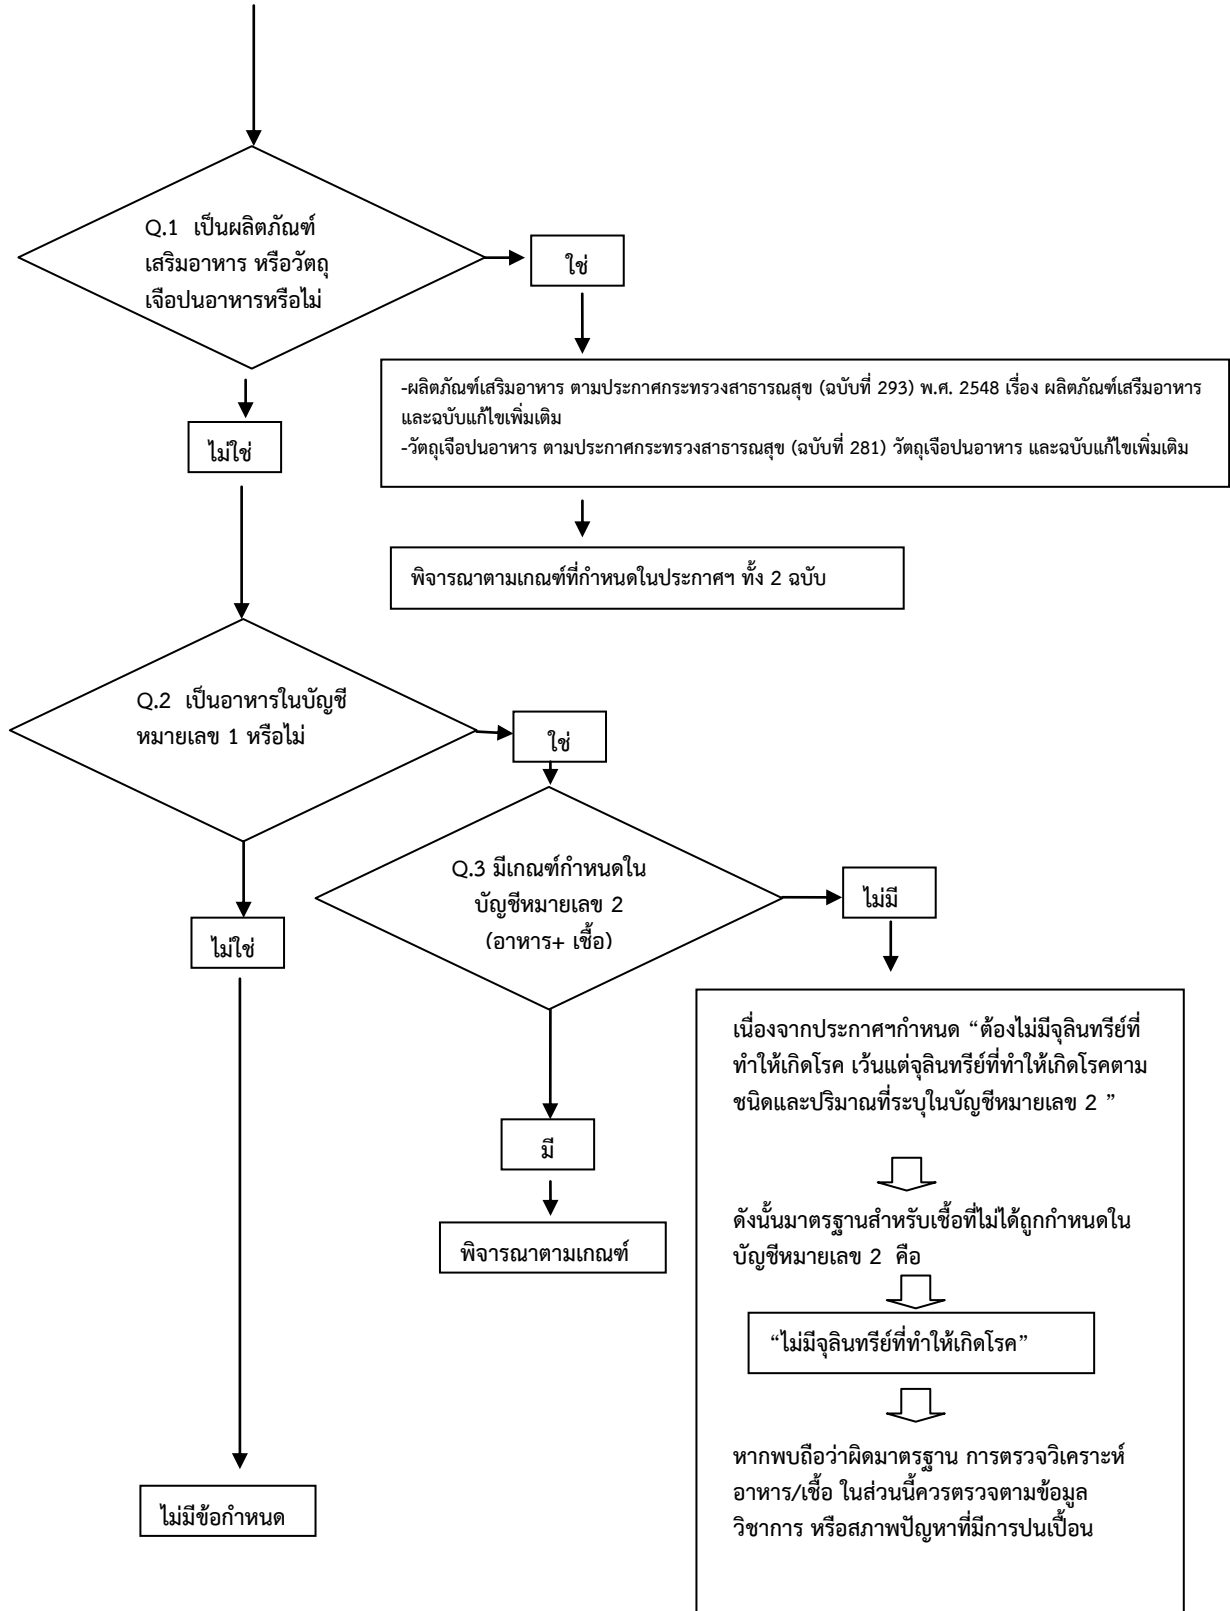 Q.1 เป็นผลิตภัณฑ์
เสริมอาหาร หรือวัตถุ
เจือปนอาหารหรือไม่
ใช่
-ผลิตภัณฑ์เสริมอาหาร ตามประกาศกระทรวงสาธารณสุข (ฉบับที่ 293) พ.ศ. 2548 เรื่อง ผลิตภัณฑ์เสริมอาหาร
และฉบับแก้ไขเพิ่มเติม
-วัตถุเจือปนอาหาร ตามประกาศกระทรวงสาธารณสุข (ฉบับที่ 281) วัตถุเจือปนอาหาร และฉบับแก้ไขเพิ่มเติม
ไม่ใช่
พิจารณาตามเกณฑ์ที่กำหนดในประกาศฯ ทั้ง 2 ฉบับ
Q.2 เป็นอาหารในบัญชี
หมายเลข 1 หรือไม่
ใช่
Q.3 มีเกณฑ์กำหนดใน
บัญชีหมายเลข 2
(อาหาร+ เชื้อ)
ไม่มี
ไม่ใช่
เนื่องจากประกาศฯกำหนด “ต้องไม่มีจุลินทรีย์ที่
ทำให้เกิดโรค เว้นแต่จุลินทรีย์ที่ทำให้เกิดโรคตาม
ชนิดและปริมาณที่ระบุในบัญชีหมายเลข 2 ”
มี
พิจารณาตามเกณฑ์
ดังนั้นมาตรฐานสำหรับเชื้อที่ไม่ได้ถูกกำหนดใน
บัญชีหมายเลข 2 คือ
“ไม่มีจุลินทรีย์ที่ทำให้เกิดโรค”
หากพบถือว่าผิดมาตรฐาน การตรวจวิเคราะห์
อาหาร/เชื้อ ในส่วนนี้ควรตรวจตามข้อมูล
วิชาการ หรือสภาพปัญหาที่มีการปนเปื้อน
ไม่มีข้อกำหนด